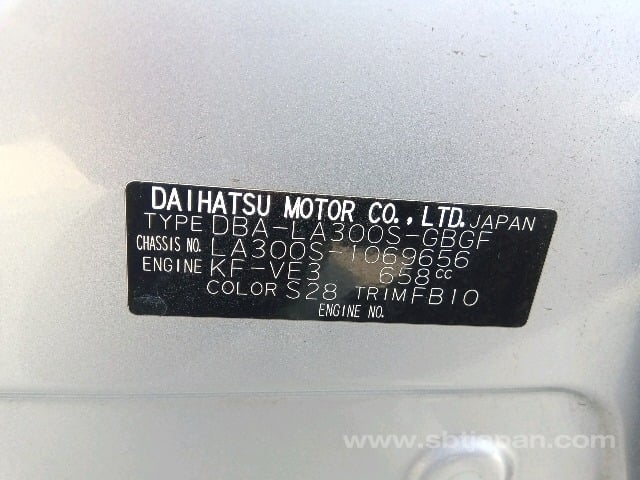 DAIHATSU MOTOR CO., LTD. JAPAN
TYPE DBA-LA300S-GBGF
CHASSIS NO. LA300S-1069656
ENGINE KF-VE3 658cc
COLOR S28 TRIM FB10
ENGINE NO.
www.sbtjapan.com